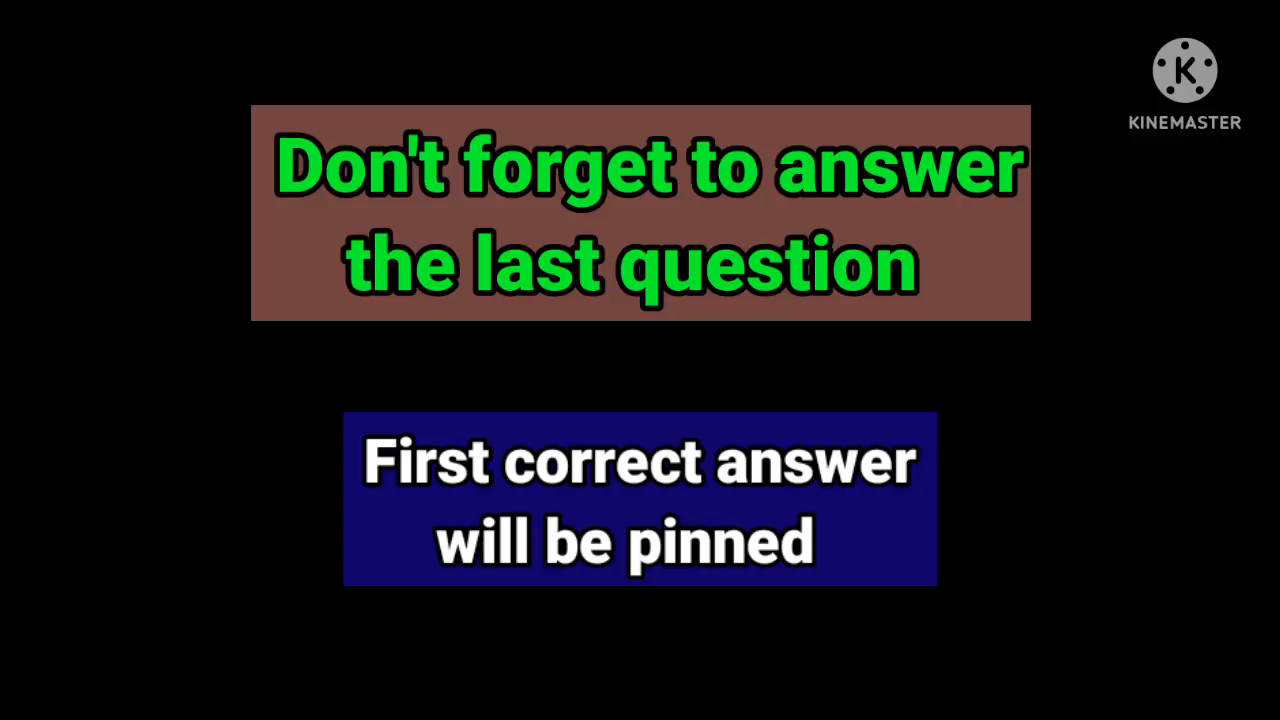 KINEMASTER
Don't forget to answer
the last question
First correct answer
will be pinned